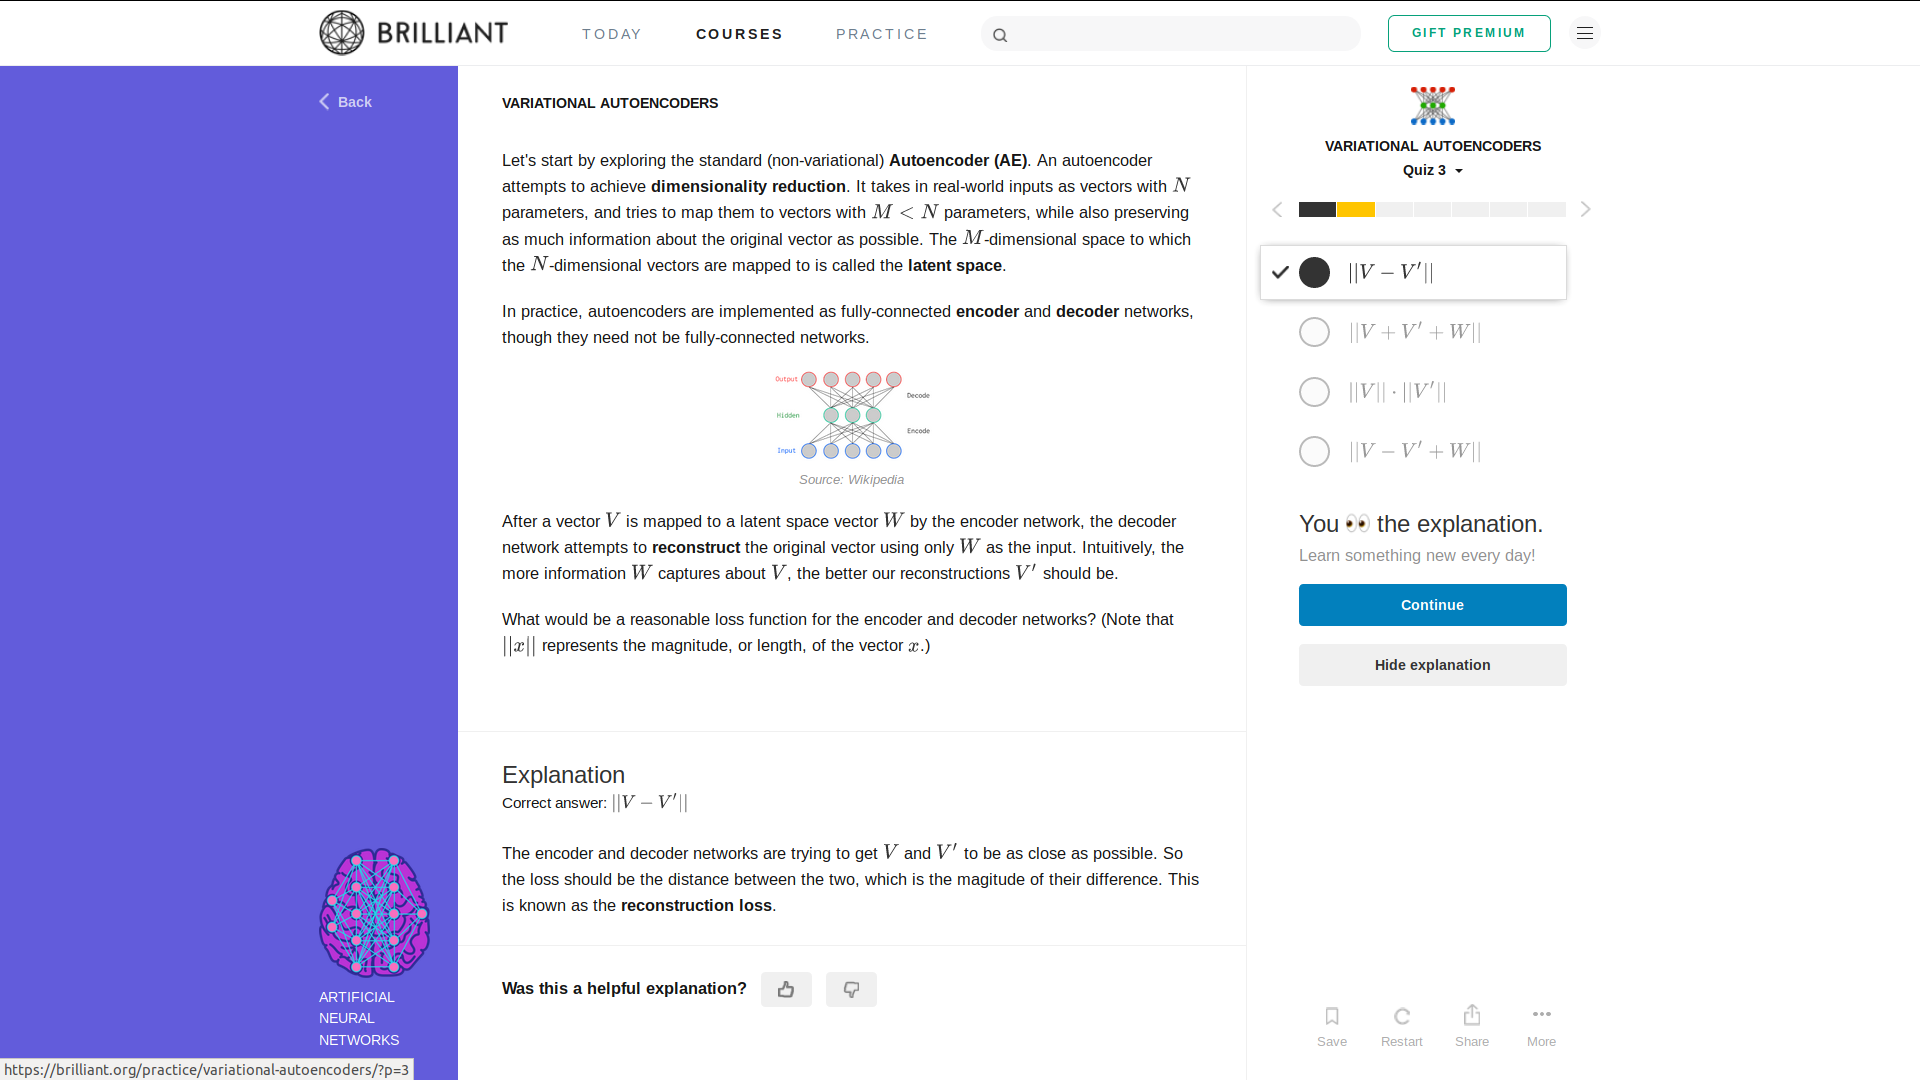 BRILLIANT
TODAY
COURSES
PRACTICE
GIFT PREMIUM
Back
VARIATIONAL AUTOENCODERS
Let's start by exploring the standard (non-variational) Autoencoder (AE). An autoencoder
attempts to achieve dimensionality reduction. It takes in real-world inputs as vectors with N
parameters, and tries to map them to vectors with M < N parameters, while also preserving
as much information about the original vector as possible. The M-dimensional space to which
the N-dimensional vectors are mapped to is called the latent space.
In practice, autoencoders are implemented as fully-connected encoder and decoder networks,
though they need not be fully-connected networks.
Output
Decode
Hidden
Encode
Input
Source: Wikipedia
After a vector V is mapped to a latent space vector W by the encoder network, the decoder
network attempts to reconstruct the original vector using only W as the input. Intuitively, the
more information W captures about V, the better our reconstructions V′ should be.
What would be a reasonable loss function for the encoder and decoder networks? (Note that
||x|| represents the magnitude, or length, of the vector x.)
Explanation
Correct answer: ||V − V′||
The encoder and decoder networks are trying to get V and V′ to be as close as possible. So
the loss should be the distance between the two, which is the magitude of their difference. This
is known as the reconstruction loss.
Was this a helpful explanation?
VARIATIONAL AUTOENCODERS
Quiz 3
||V − V′||
||V + V′ + W||
||V|| · ||V′||
||V − V′ + W||
You 👀 the explanation.
Learn something new every day!
Continue
Hide explanation
Save
Restart
Share
More
ARTIFICIAL
NEURAL
NETWORKS
https://brilliant.org/practice/variational-autoencoders/?p=3